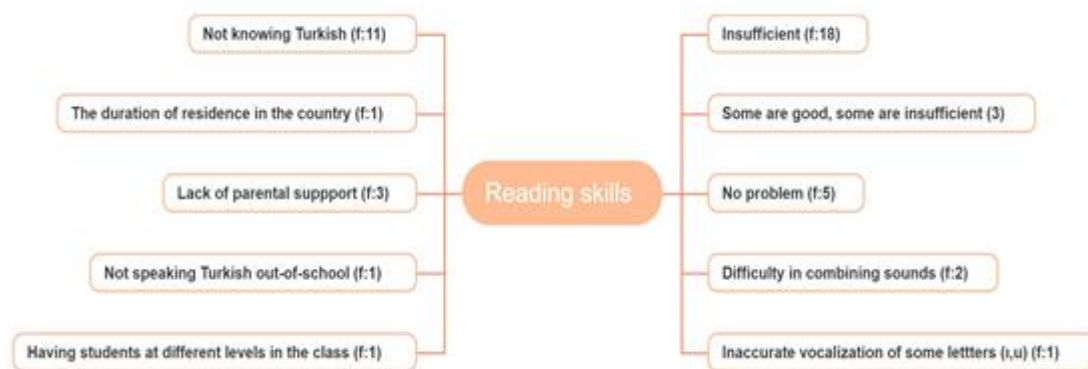 Not knowing Turkish (f:11)
The duration of residence in the country (f:1)
Lack of parental suppport (f:3)
Not speaking Turkish out-of-school (f:1)
Having students at different levels in the class (f:1)
Reading skills
Insufficient (f:18)
Some are good, some are insufficient (3)
No problem (f:5)
Difficulty in combining sounds (f:2)
Inaccurate vocalization of some lettters (ı,u) (f:1)